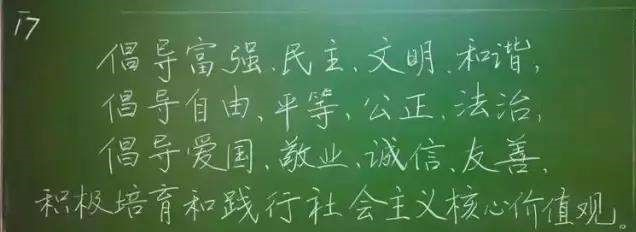 17
倡导富强、民主、文明、和谐,
倡导自由、平等、公正、法治,
倡导爱国、敬业、诚信、友善,
积极培育和践行社会主义核心价值观。